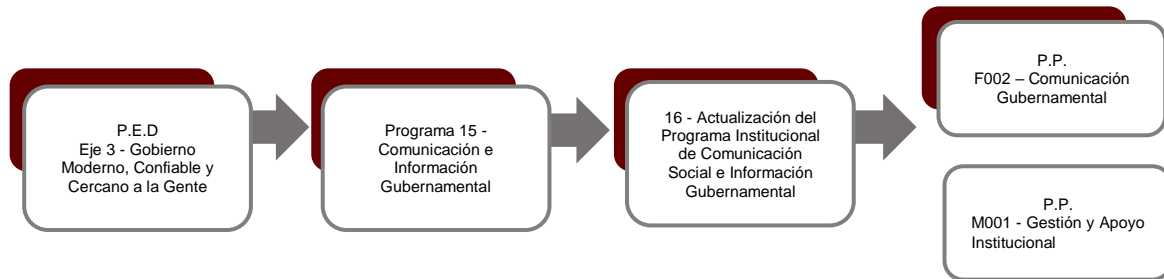 P.E.D
Eje 3 - Gobierno
Moderno, Confiable y
Cercano a la Gente
Programa 15 -
Comunicación e
Información
Gubernamental
16 - Actualización del
Programa Institucional
de Comunicación
Social e Información
Gubernamental
P.P.
F002 – Comunicación
Gubernamental
P.P.
M001 - Gestión y Apoyo
Institucional